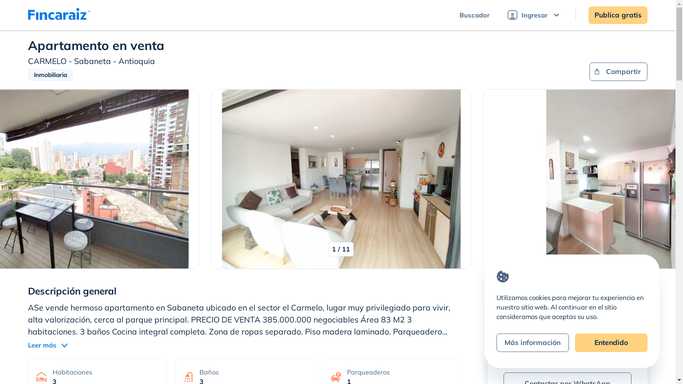 Fincaraiz
Buscador
Ingresar
Publica gratis
Apartamento en venta
CARMELO - Sabaneta - Antioquia
Inmobiliaria
Compartir
1 / 11
Descripción general
ASe vende hermoso apartamento en Sabaneta ubicado en el sector el Carmelo, lugar muy privilegiado para vivir,
alta valorización, cerca al parque principal. PRECIO DE VENTA 385.000.000 negociables Área 83 M2 3
habitaciones. 3 baños Cocina integral completa. Zona de ropas separado. Piso madera laminado. Parqueadero...
Leer más
Habitaciones
3
Baños
3
Parqueaderos
1
Utilizamos cookies para mejorar tu experiencia en
nuestro sitio web. Al continuar en el sitio
consideramos que aceptas su uso.
Más información
Entendido
Contactar por WhatsApp